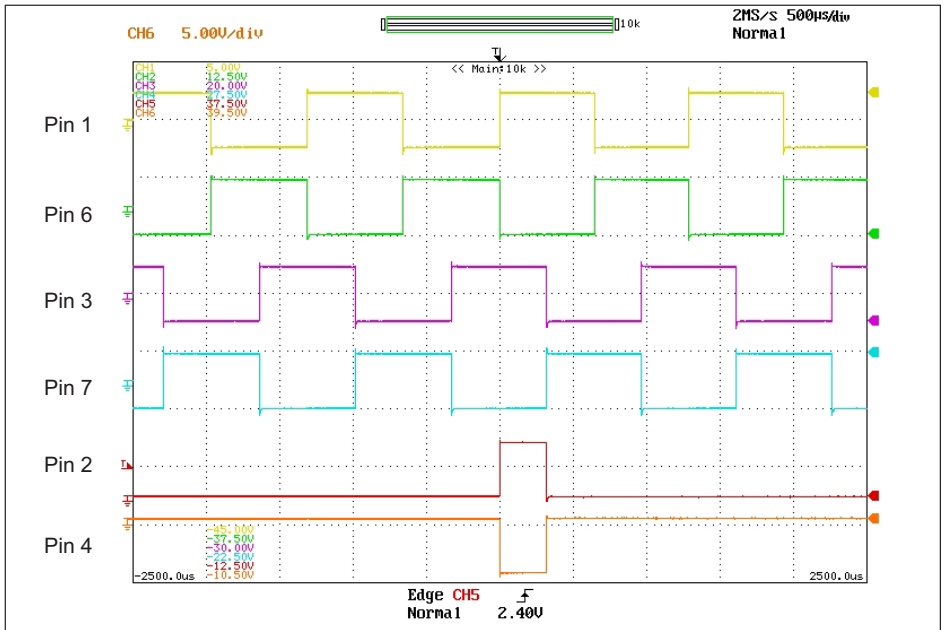 CH6 5.00V/div
10k
2MS/s 500µs/div
Normal
<< Main:10k >>
CH1 5.00V
CH2 12.50V
CH3 20.00V
CH4 27.50V
CH5 37.50V
CH6 39.50V
Pin 1
Pin 6
Pin 3
Pin 7
Pin 2
Pin 4
-45.00V
-37.50V
-30.00V
-22.50V
-12.50V
-10.50V
-2500.0us
2500.0us
Edge CH5
Normal 2.40V